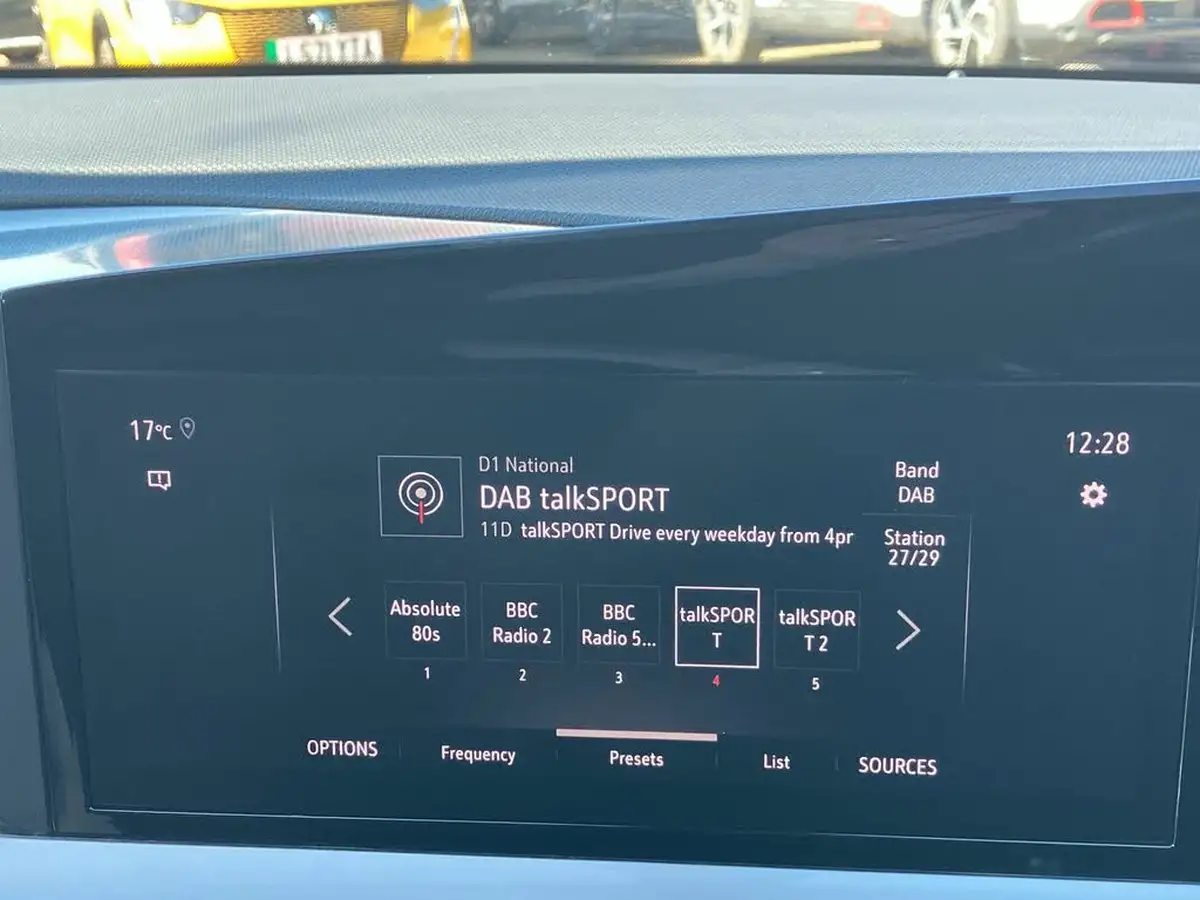 17°C
12:28
D1 National
DAB talkSPORT
11D talkSPORT Drive every weekday from 4pr
Band
DAB
Station
27/29
Absolute
80s
1
BBC
Radio 2
2
BBC
Radio 5...
3
talkSPOR
T
4
talkSPOR
T 2
5
OPTIONS
Frequency
Presets
List
SOURCES